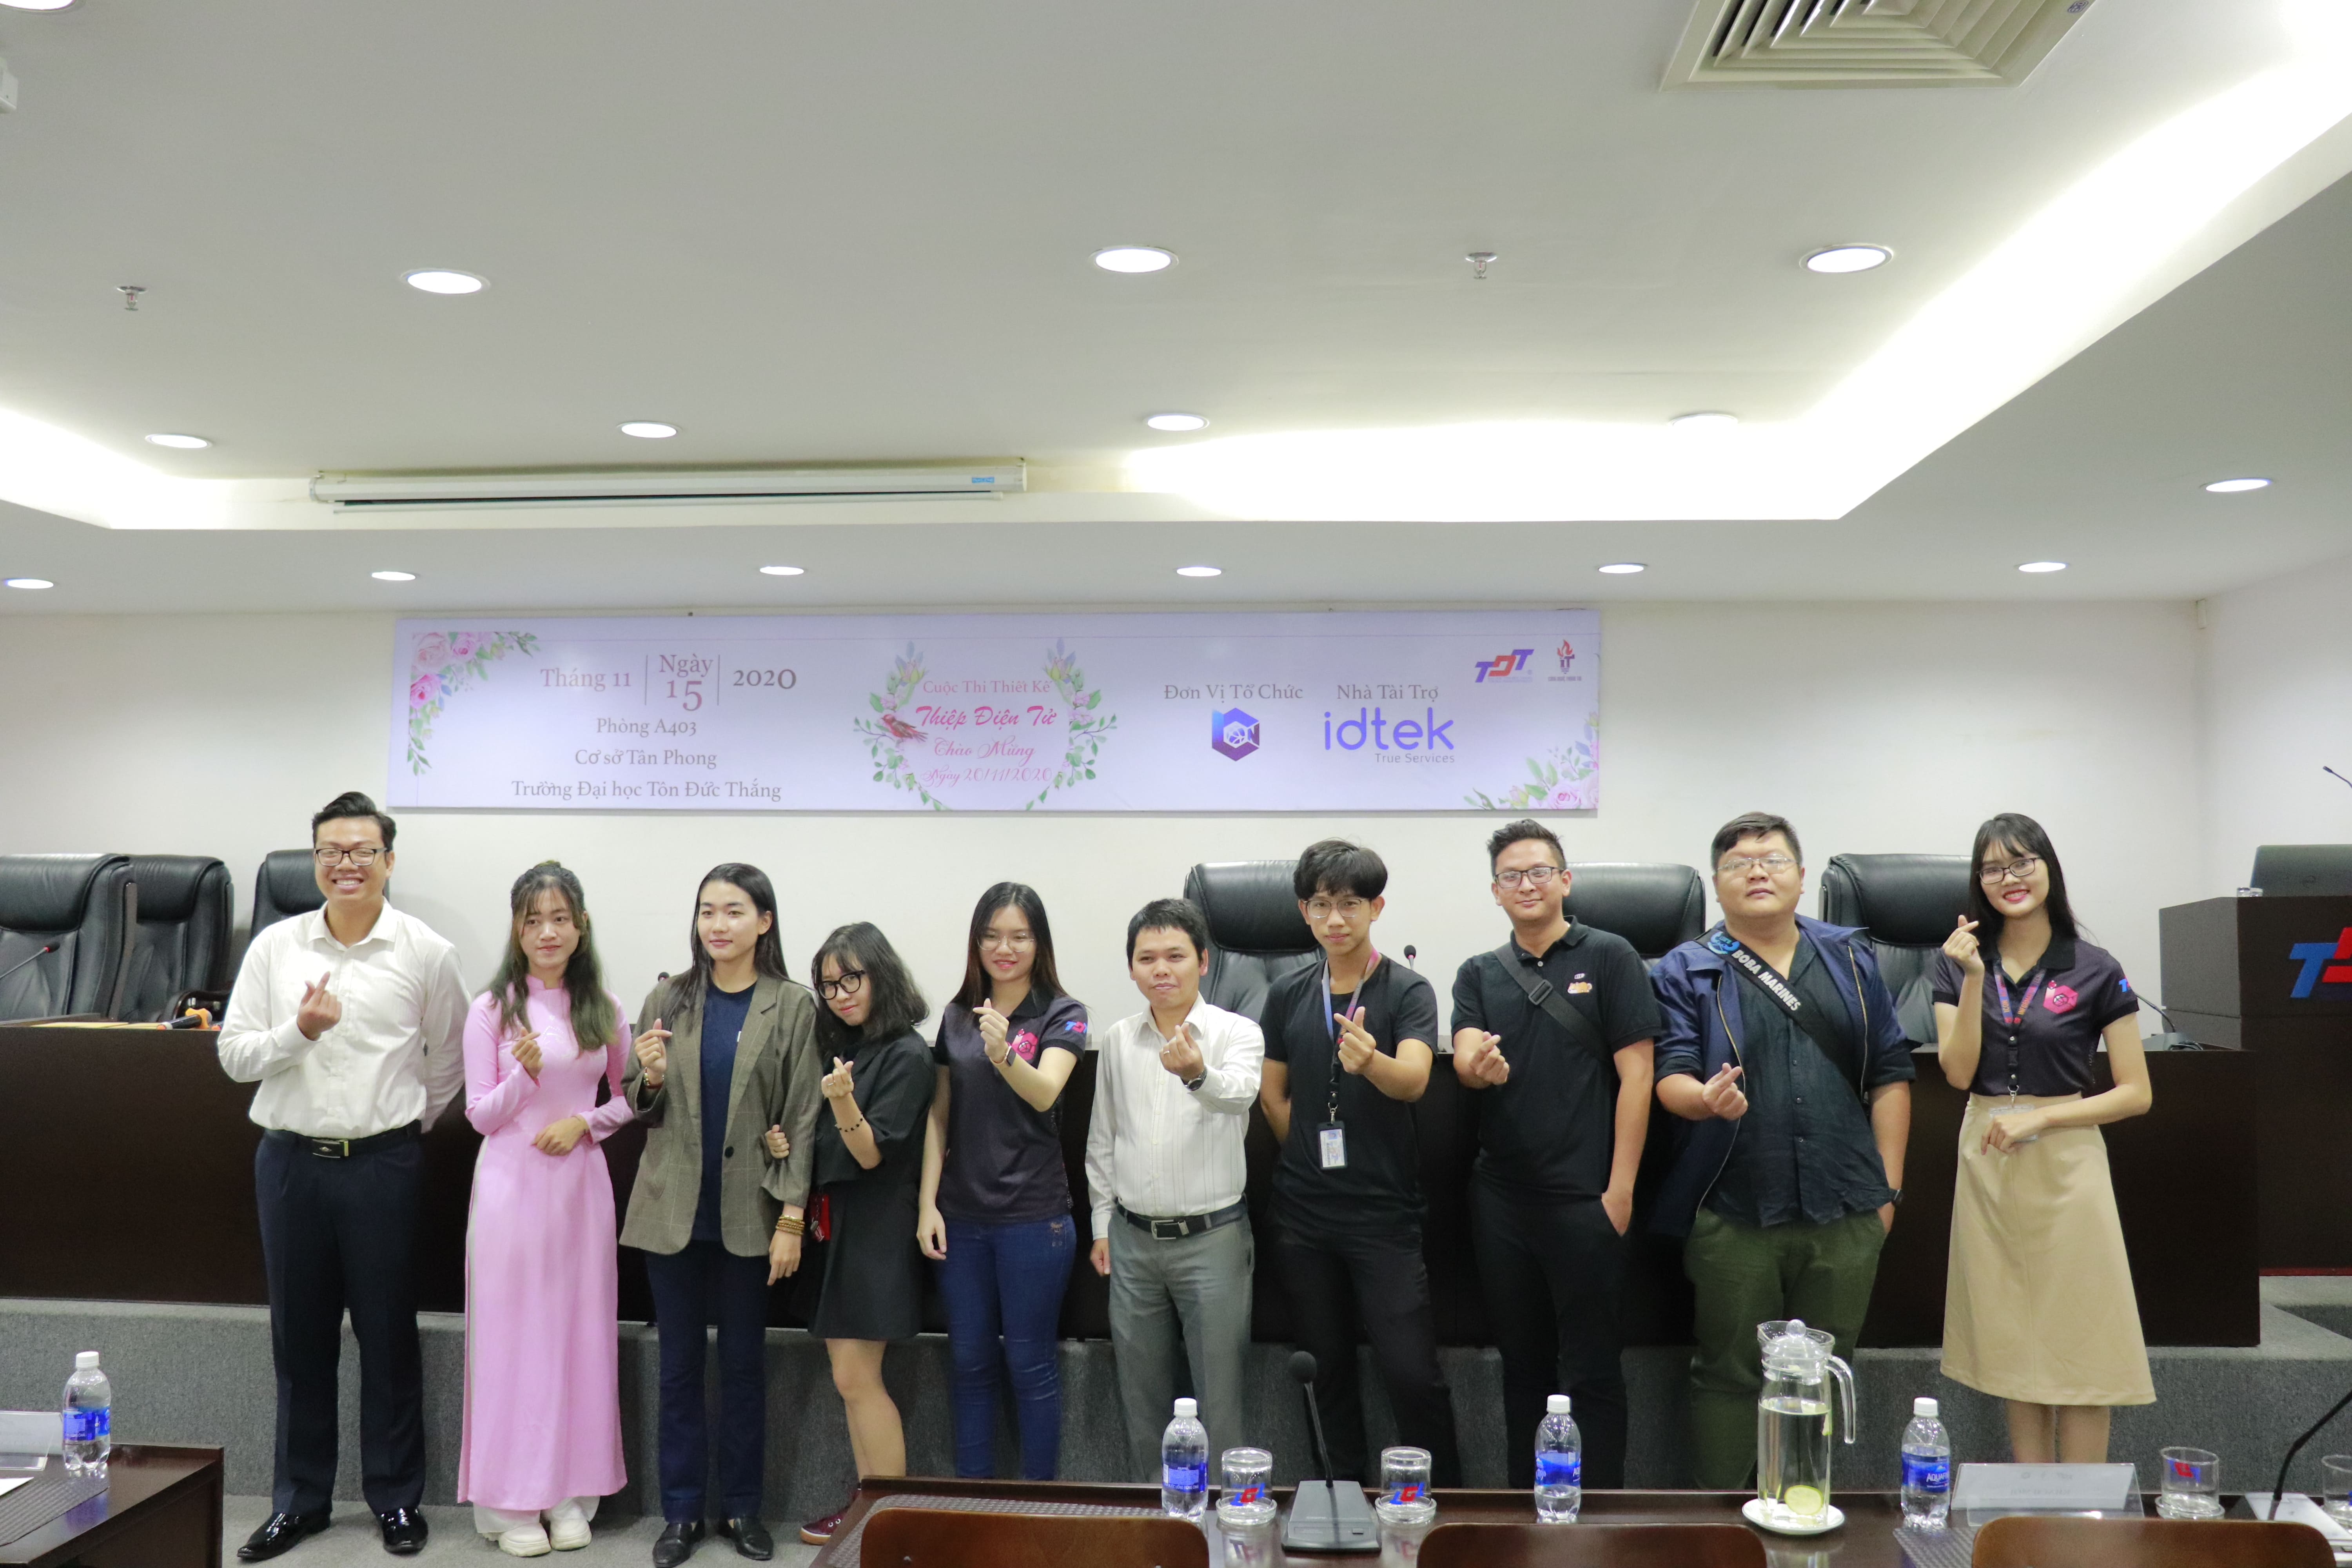 Tháng 11
Ngày
15
2020
Phòng A403
Cơ sở Tân Phong
Trường Đại học Tôn Đức Thắng
Cuộc Thi Thiết Kế
Thiệp Điện Tử
Chào Mừng
Ngày 20/11/2020
Đơn Vị Tổ Chức
Nhà Tài Trợ
idtek
True Services
TDT
BOBA MARINES
AQUAFINA